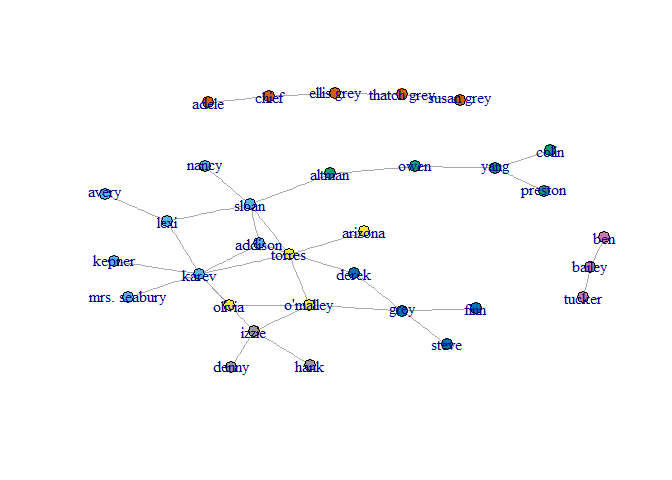 adele
chief
ellis grey
thatch grey
susan grey
colin
nancy
altman
owen
yang
preston
avery
sloan
lexi
arizona
ben
addison
torres
kepner
karev
derek
bailey
mrs. seabury
olivia
o'malley
grey
finn
tucker
izzie
steve
denny
hank